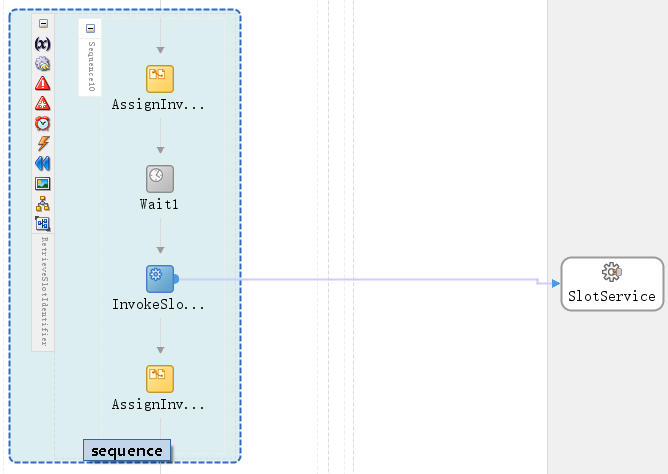 (x)
Sequence10
AssignInv...
Wait1
RetrieveSlotIdentifier
InvokeSlo...
SlotService
AssignInv...
sequence